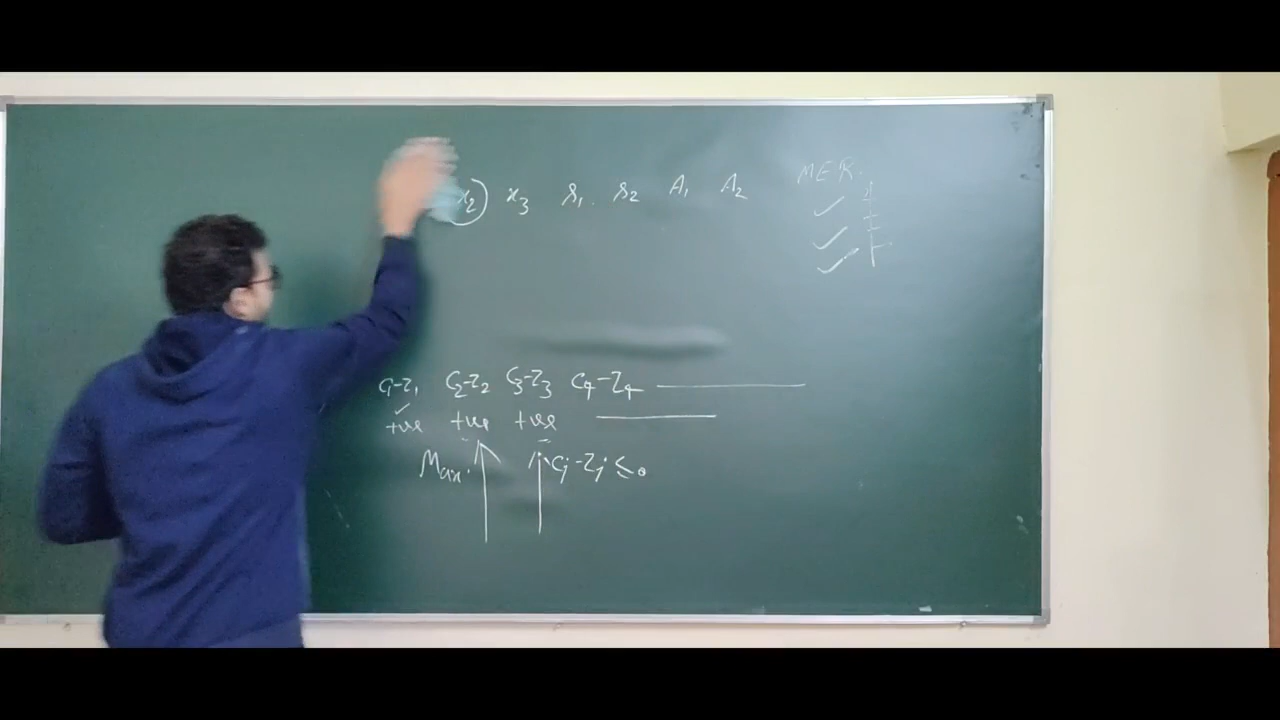 x₂ x₃ s₁. s₂ A₁ A₂ M.E.R.
C₁-Z₁ C₂-Z₂ C₃-Z₃ C₄-Z₄
+ve +ve +ve
Max. Cj-Zj ≤ 0